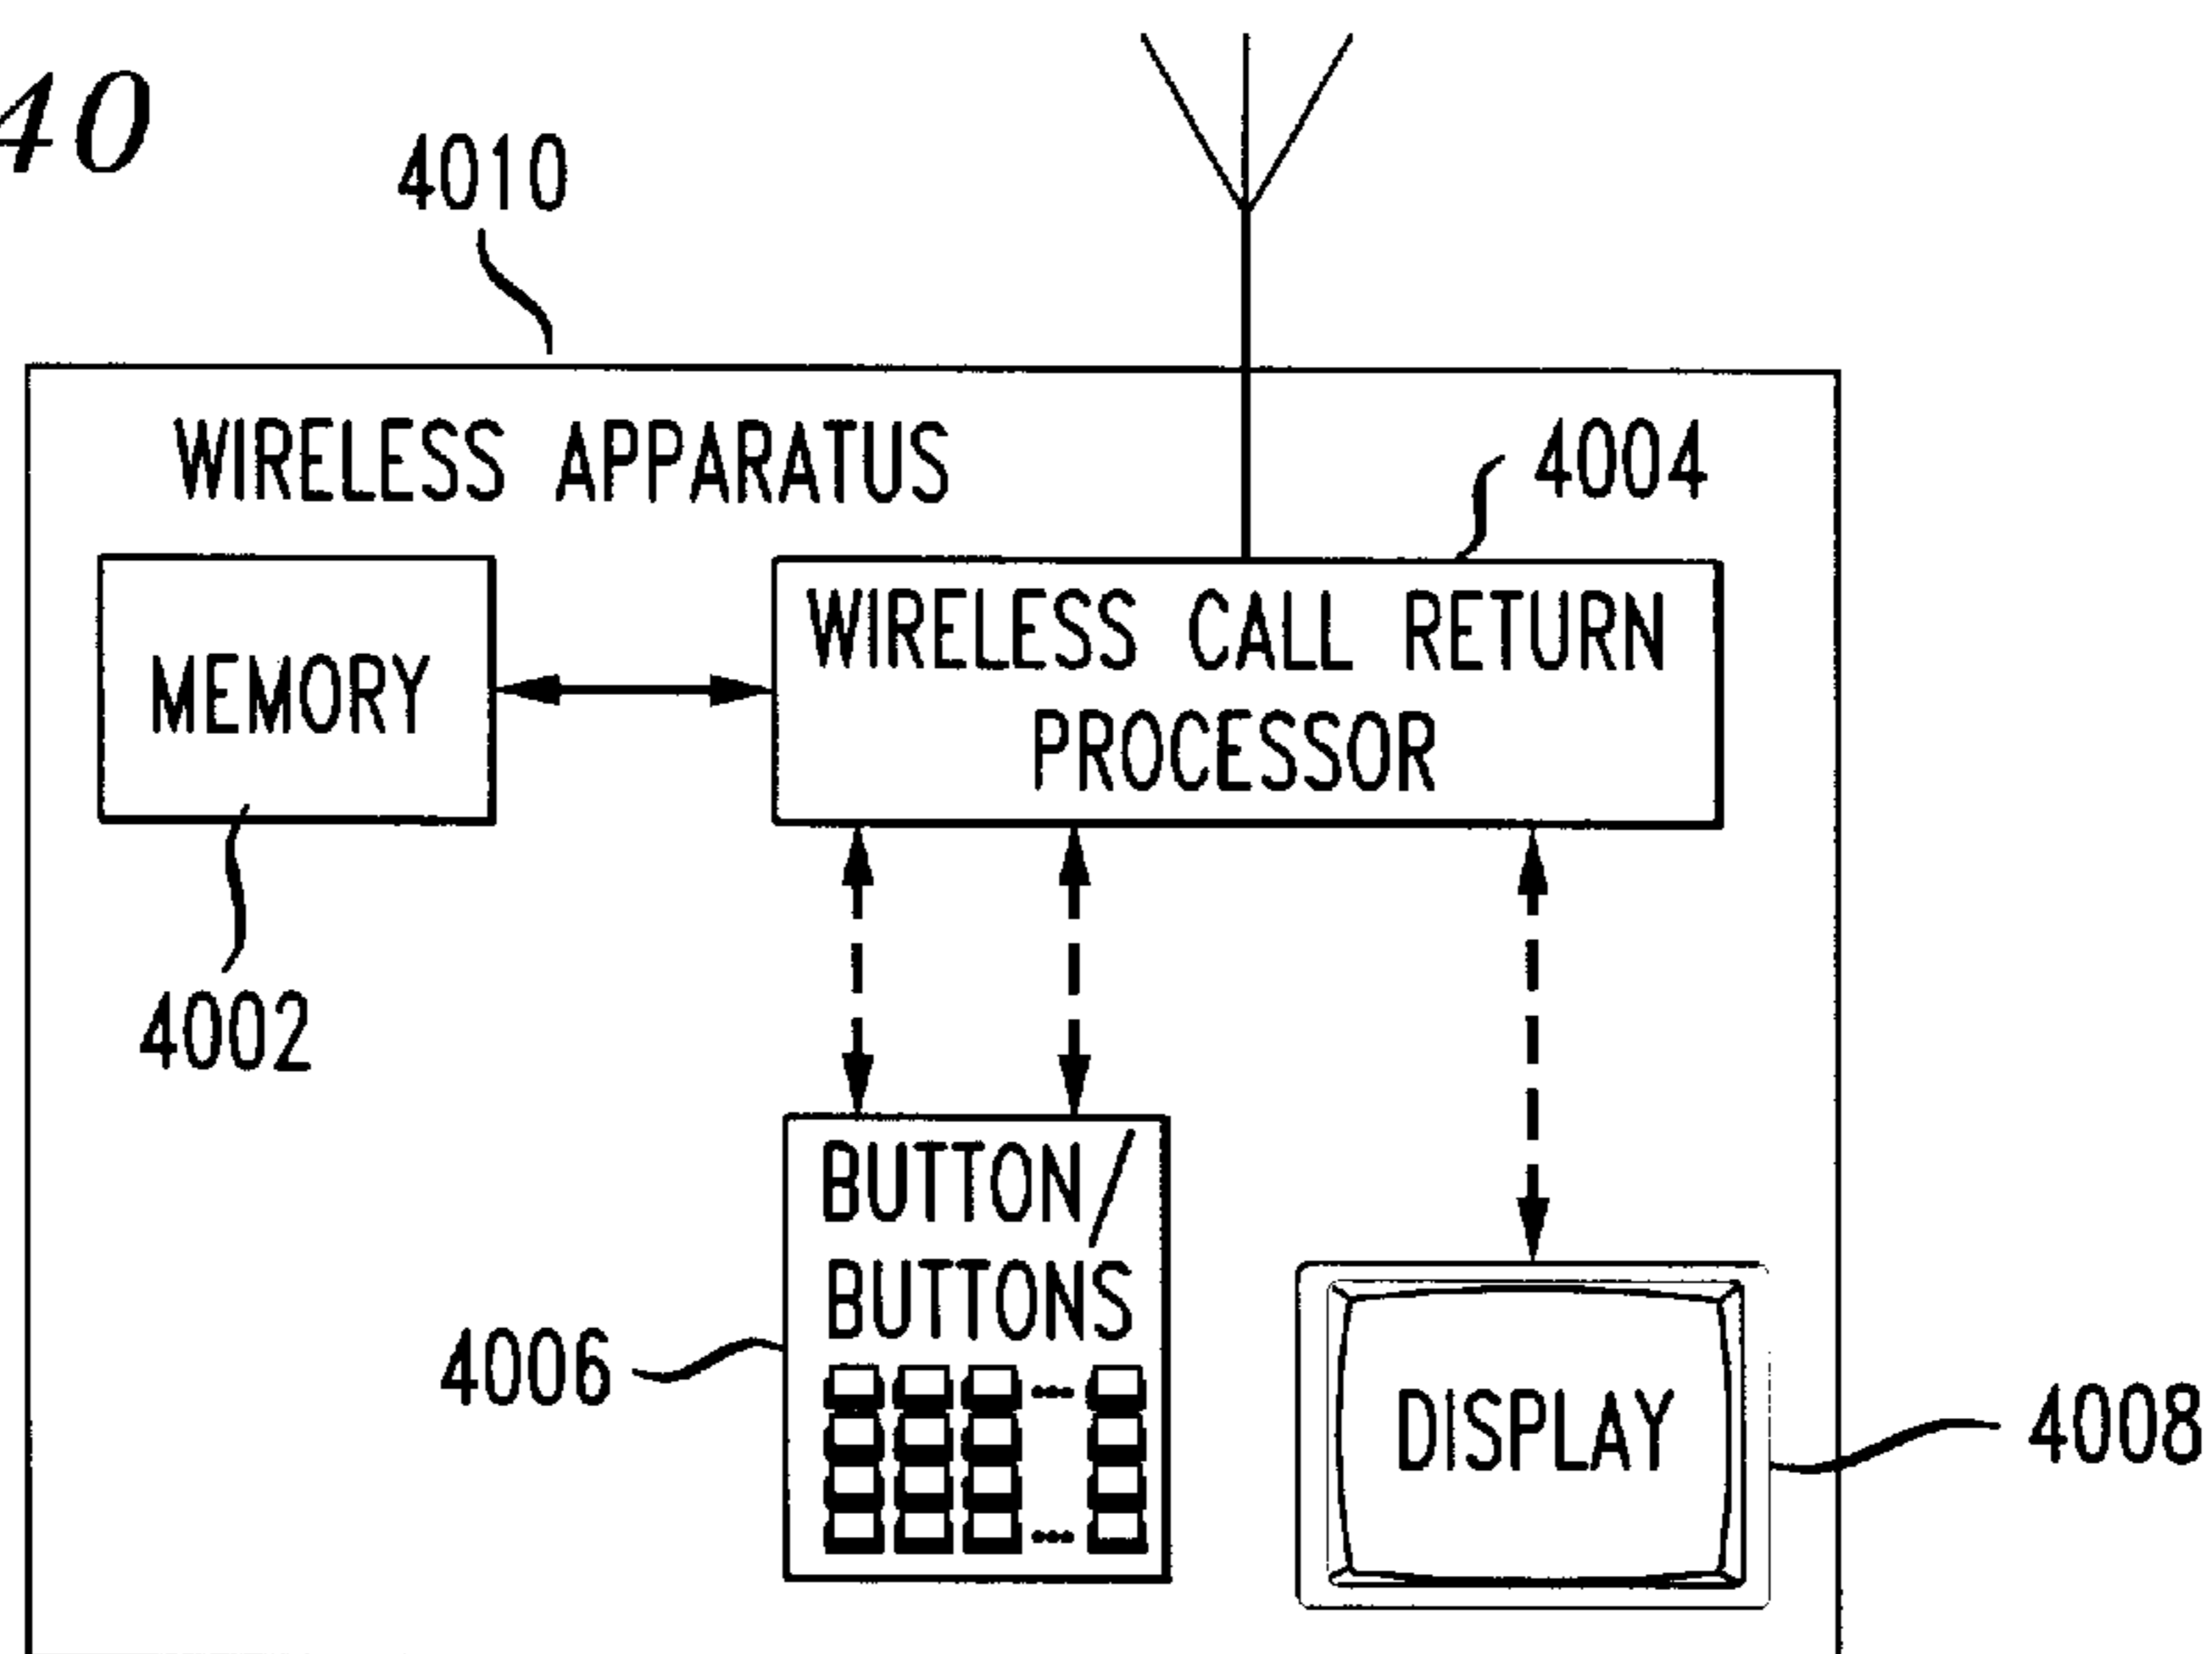 40
4010
WIRELESS APPARATUS
4004
MEMORY
WIRELESS CALL RETURN
PROCESSOR
4002
BUTTON/
BUTTONS
4006
DISPLAY
4008